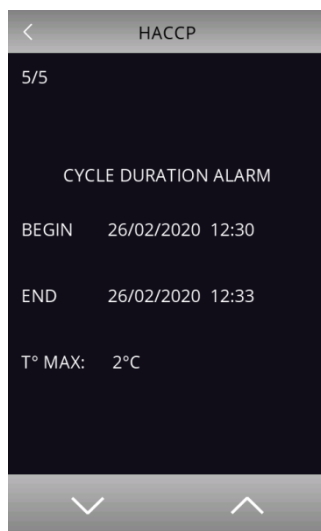 HACCP
5/5
CYCLE DURATION ALARM
BEGIN 26/02/2020 12:30
END 26/02/2020 12:33
T° MAX: 2°C